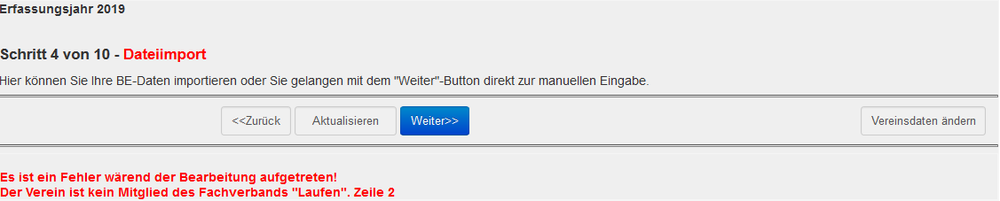 Erfassungsjahr 2019
Schritt 4 von 10 - Dateiimport
Hier können Sie Ihre BE-Daten importieren oder Sie gelangen mit dem "Weiter"-Button direkt zur manuellen Eingabe.
<<Zurück Aktualisieren Weiter>> Vereinsdaten ändern
Es ist ein Fehler wärend der Bearbeitung aufgetreten!
Der Verein ist kein Mitglied des Fachverbands "Laufen". Zeile 2